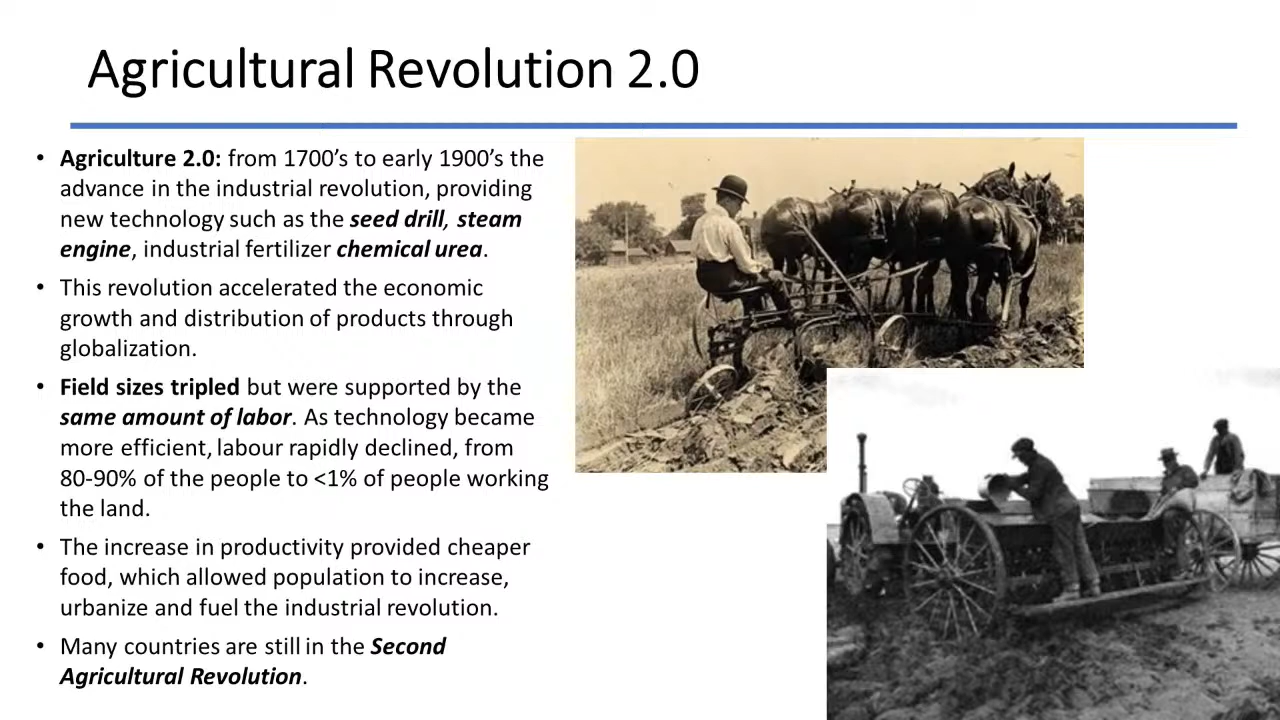 Agricultural Revolution 2.0
• Agriculture 2.0: from 1700’s to early 1900’s the
advance in the industrial revolution, providing
new technology such as the seed drill, steam
engine, industrial fertilizer chemical urea.
• This revolution accelerated the economic
growth and distribution of products through
globalization.
• Field sizes tripled but were supported by the
same amount of labor. As technology became
more efficient, labour rapidly declined, from
80-90% of the people to <1% of people working
the land.
• The increase in productivity provided cheaper
food, which allowed population to increase,
urbanize and fuel the industrial revolution.
• Many countries are still in the Second
Agricultural Revolution.